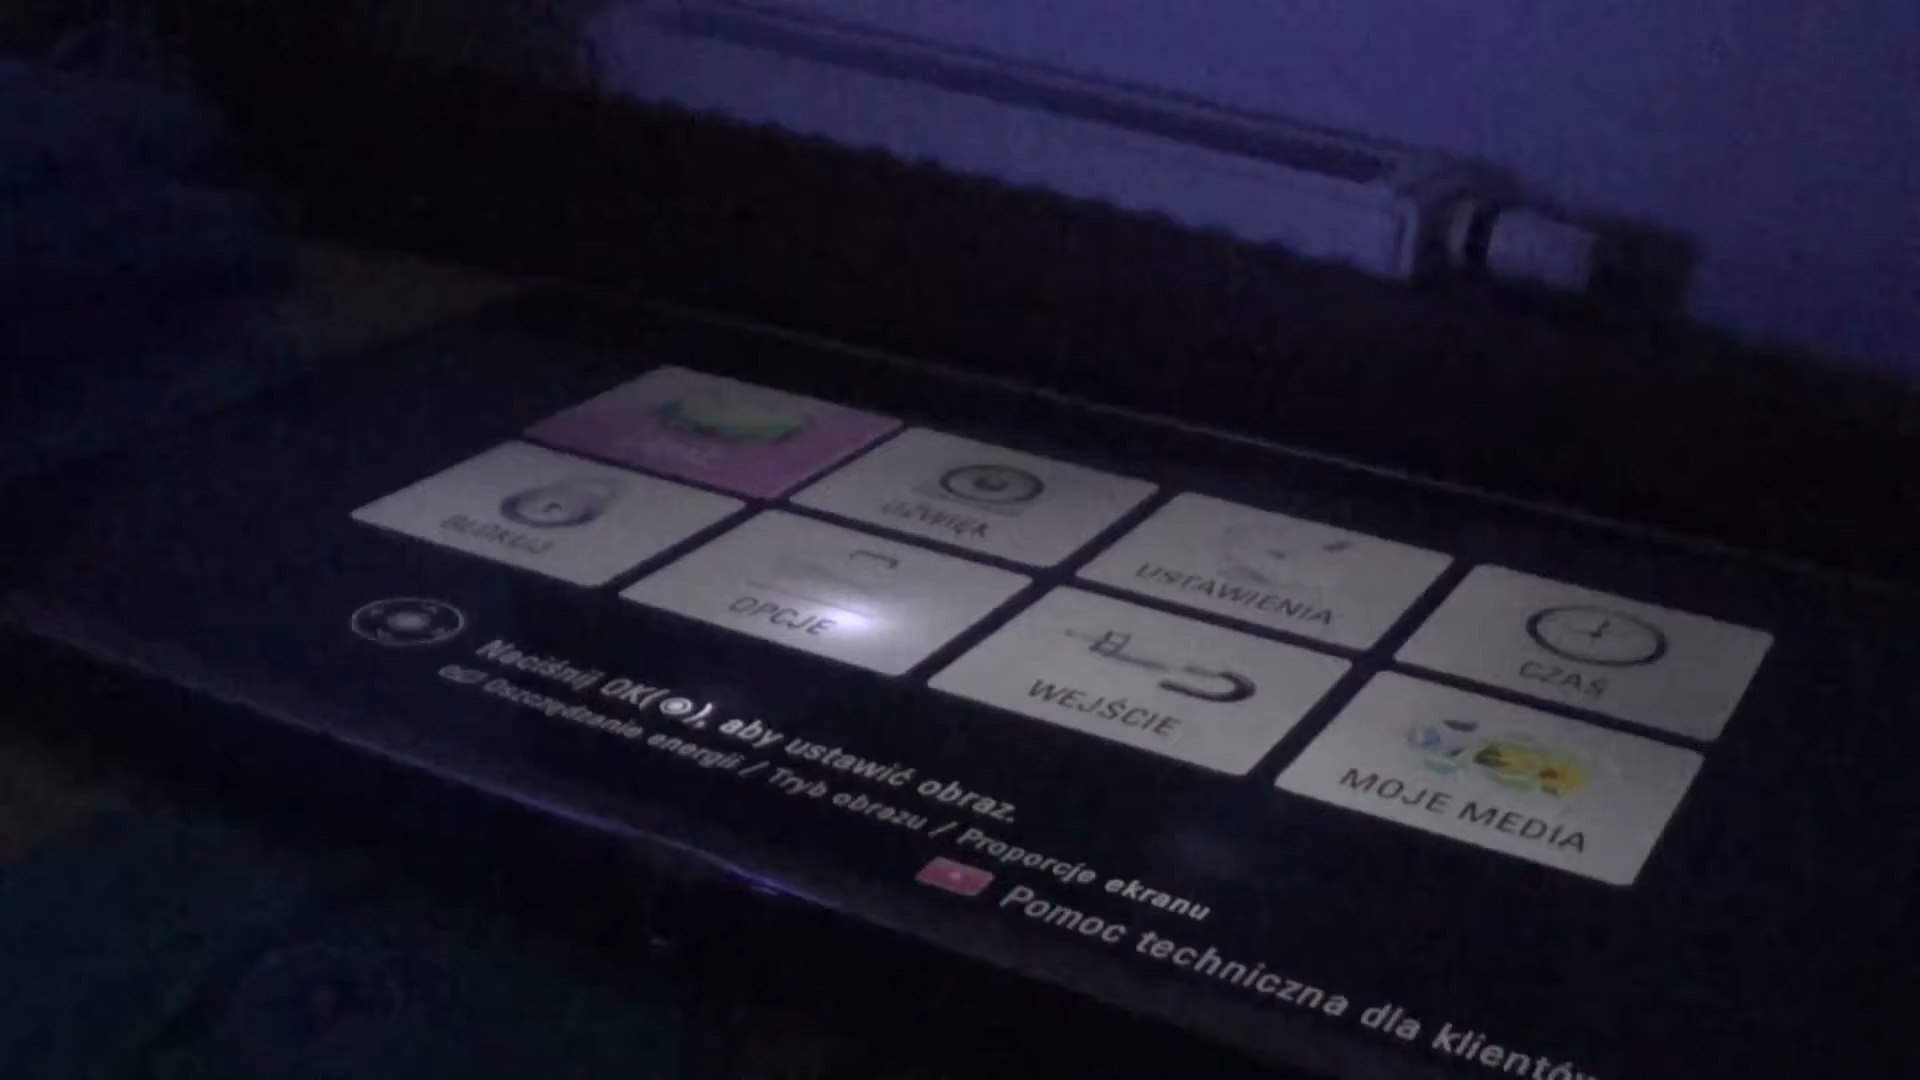 DŹWIĘK
USTAWIENIA
CZAS
BLOKUJ
OPCJE
WEJŚCIE
MOJE MEDIA
Naciśnij OK(⊙), aby ustawić obraz.
Oszczędzanie energii / Tryb obrazu / Proporcje ekranu
Pomoc techniczna dla klientów